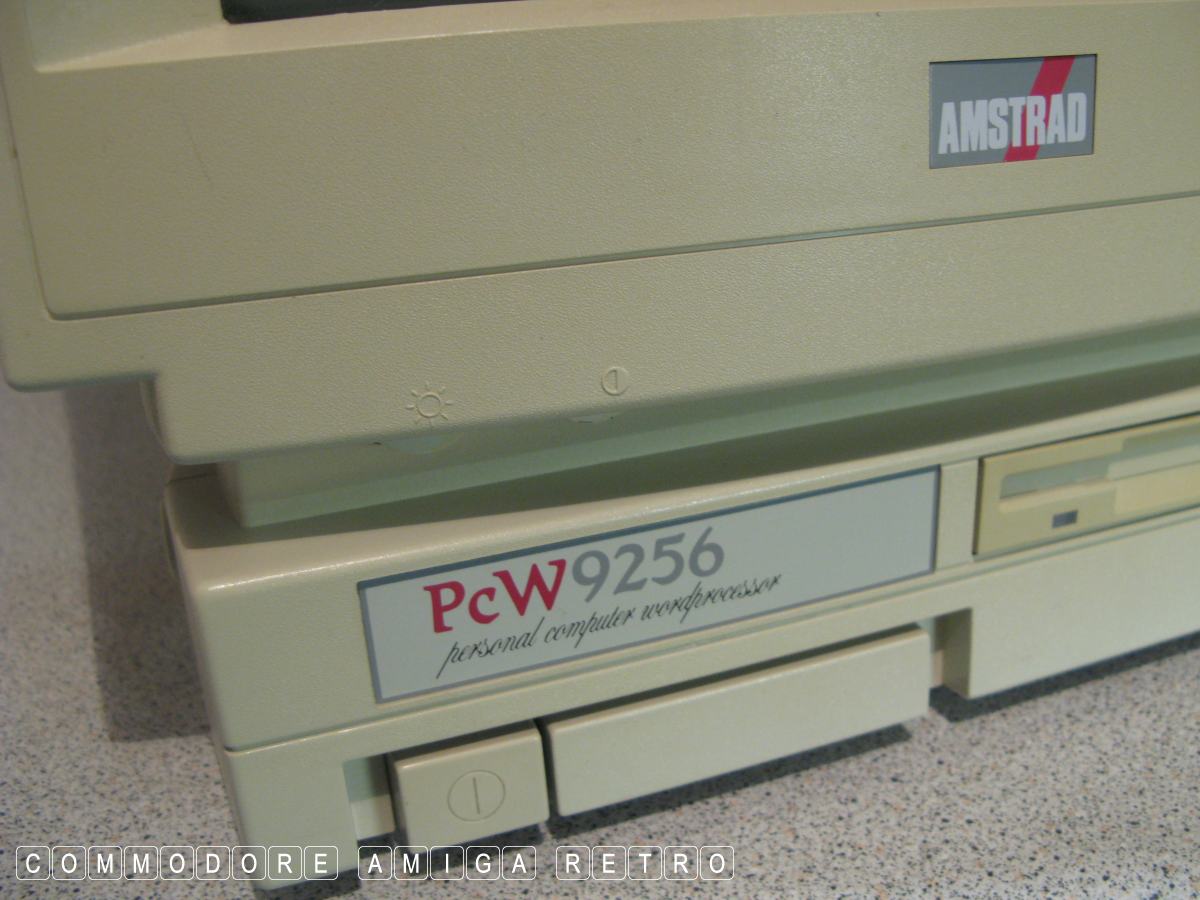 AMSTRAD
PcW9256
personal computer wordprocessor
COMMODORE AMIGA RETRO